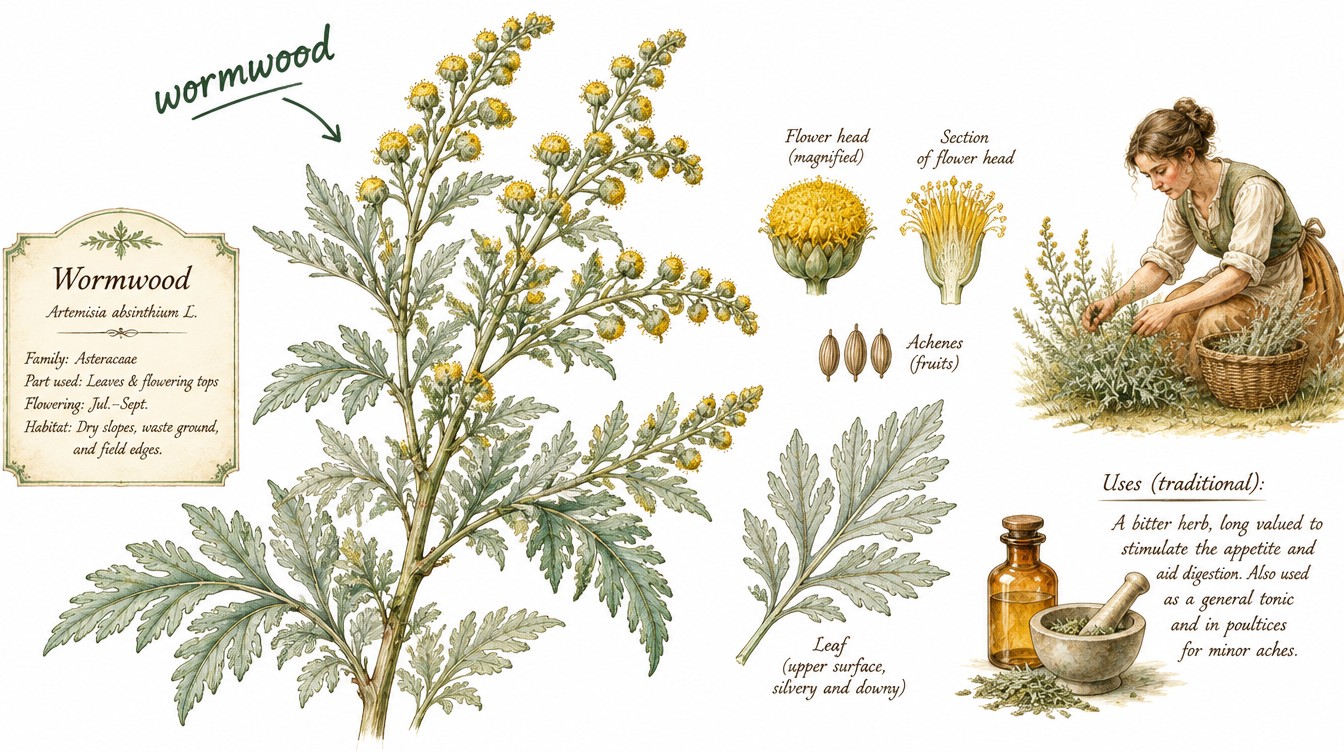 wormwood
Wormwood
Artemisia absinthium L.
Family: Asteracaae
Part used: Leaves & flowering tops
Flowering: Jul.–Sept.
Habitat: Dry slopes, waste ground,
and field edges.
Flower head
(magnified)
Section
of flower head
Achenes
(fruits)
Leaf
(upper surface,
silvery and downy)
Uses (traditional):
A bitter herb, long valued to
stimulate the appetite and
aid digestion. Also used
as a general tonic
and in poultices
for minor aches.